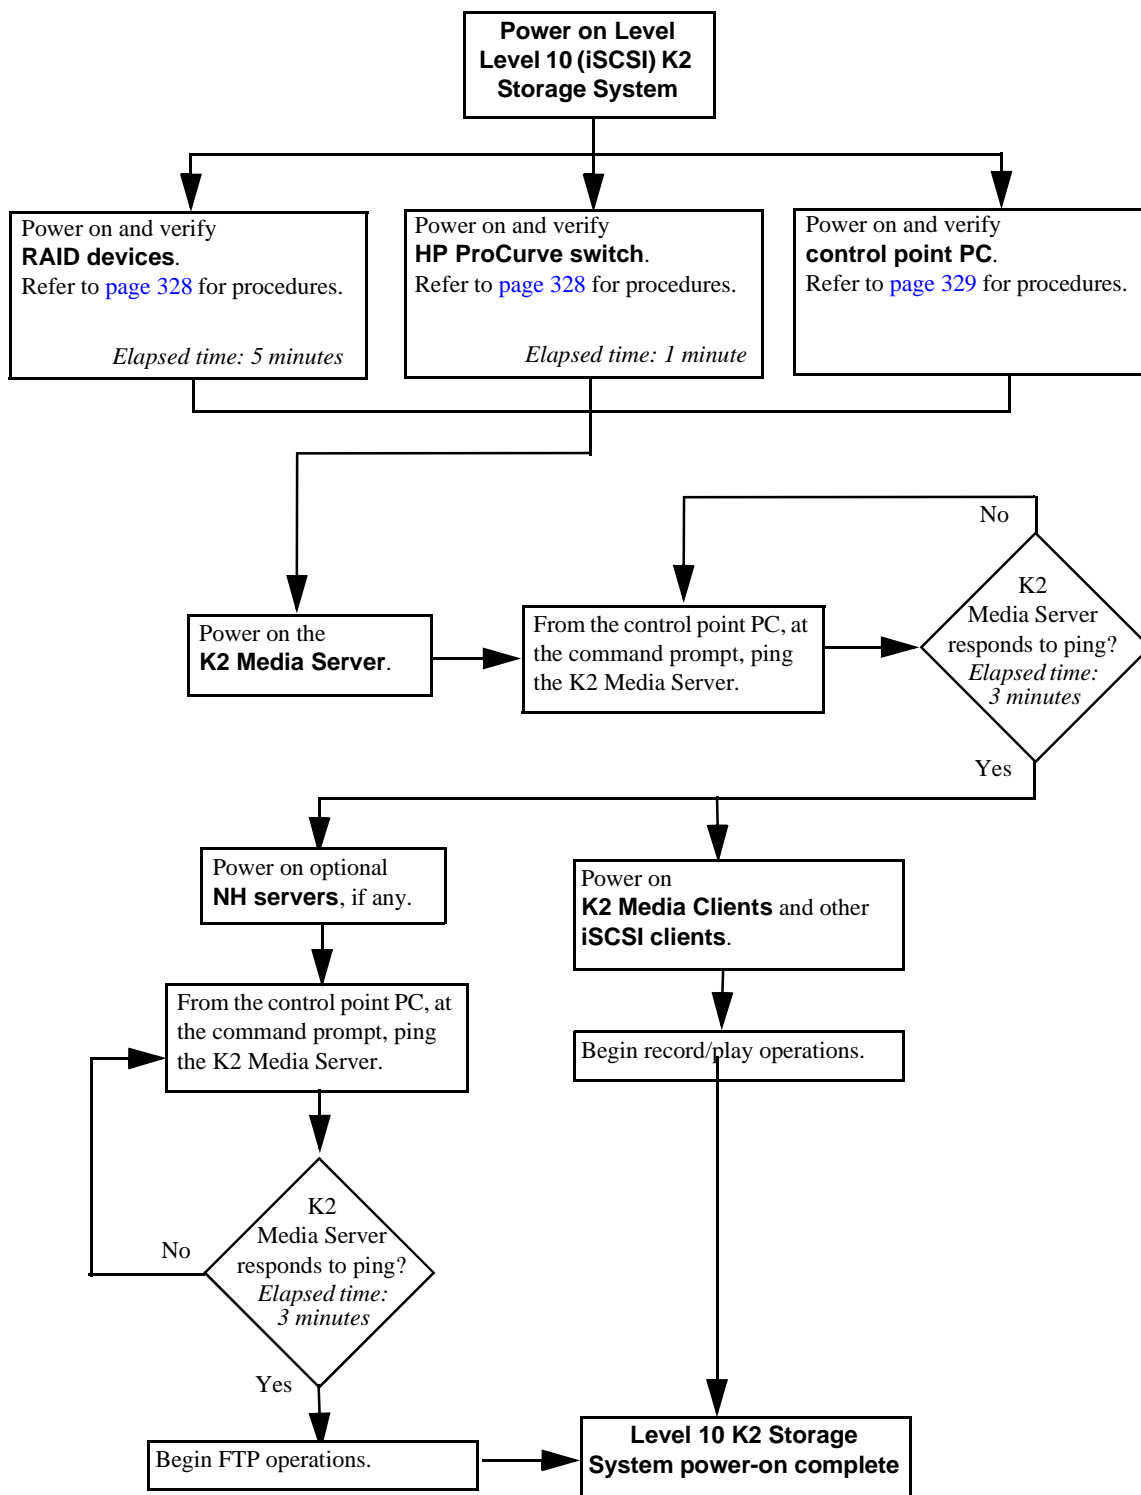 Power on Level
Level 10 (iSCSI) K2
Storage System
Power on and verify
RAID devices.
Refer to page 328 for procedures.
Elapsed time: 5 minutes
Power on and verify
HP ProCurve switch.
Refer to page 328 for procedures.
Elapsed time: 1 minute
Power on and verify
control point PC.
Refer to page 329 for procedures.
Power on the
K2 Media Server.
From the control point PC, at
the command prompt, ping
the K2 Media Server.
No
K2
Media Server
responds to ping?
Elapsed time:
3 minutes
Yes
Power on optional
NH servers, if any.
Power on
K2 Media Clients and other
iSCSI clients.
From the control point PC, at
the command prompt, ping
the K2 Media Server.
Begin record/play operations.
No
K2
Media Server
responds to ping?
Elapsed time:
3 minutes
Yes
Begin FTP operations.
Level 10 K2 Storage
System power-on complete